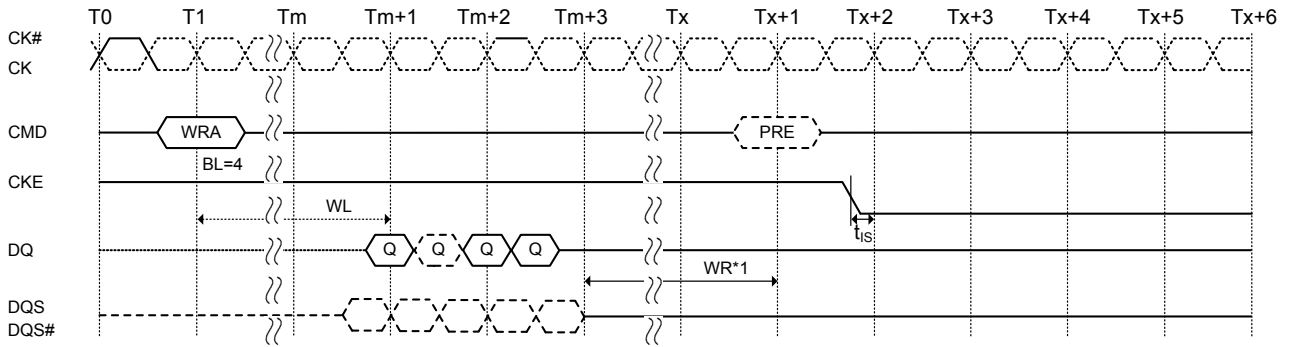 T0 T1 Tm Tm+1 Tm+2 Tm+3 Tx Tx+1 Tx+2 Tx+3 Tx+4 Tx+5 Tx+6
CK#
CK
CMD WRA PRE
BL=4
CKE
WL
tIS
DQ Q Q Q Q
WR*1
DQS
DQS#